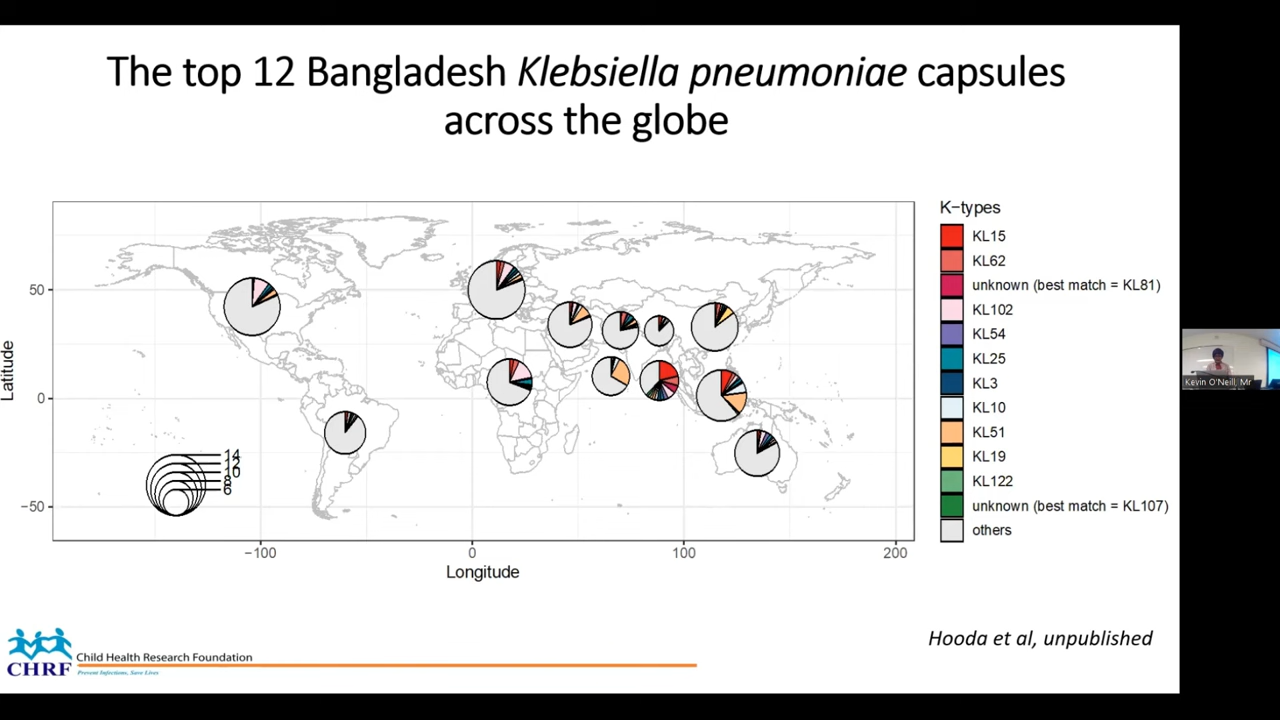 The top 12 Bangladesh Klebsiella pneumoniae capsules
across the globe
K−types
KL15
KL62
unknown (best match = KL81)
KL102
KL54
KL25
KL3
KL10
KL51
KL19
KL122
unknown (best match = KL107)
others
50
0
−50
Latitude
14
12
10
8
6
−100
0
100
200
Longitude
Kevin O'Neill, Mr
Hooda et al, unpublished
CHRF
Child Health Research Foundation
Prevent Infections, Save Lives